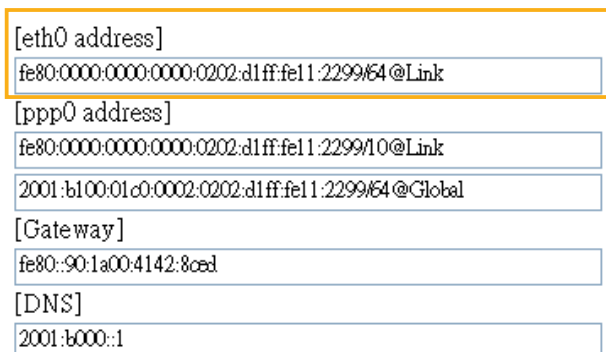 [eth0 address]
fe80:0000:0000:0000:0202:d1ff:fe11:2299/64@Link
[ppp0 address]
fe80:0000:0000:0000:0202:d1ff:fe11:2299/10@Link
2001:b100:01c0:0002:0202:d1ff:fe11:2299/64@Global
[Gateway]
fe80::90:1a00:4142:8ced
[DNS]
2001:b000::1